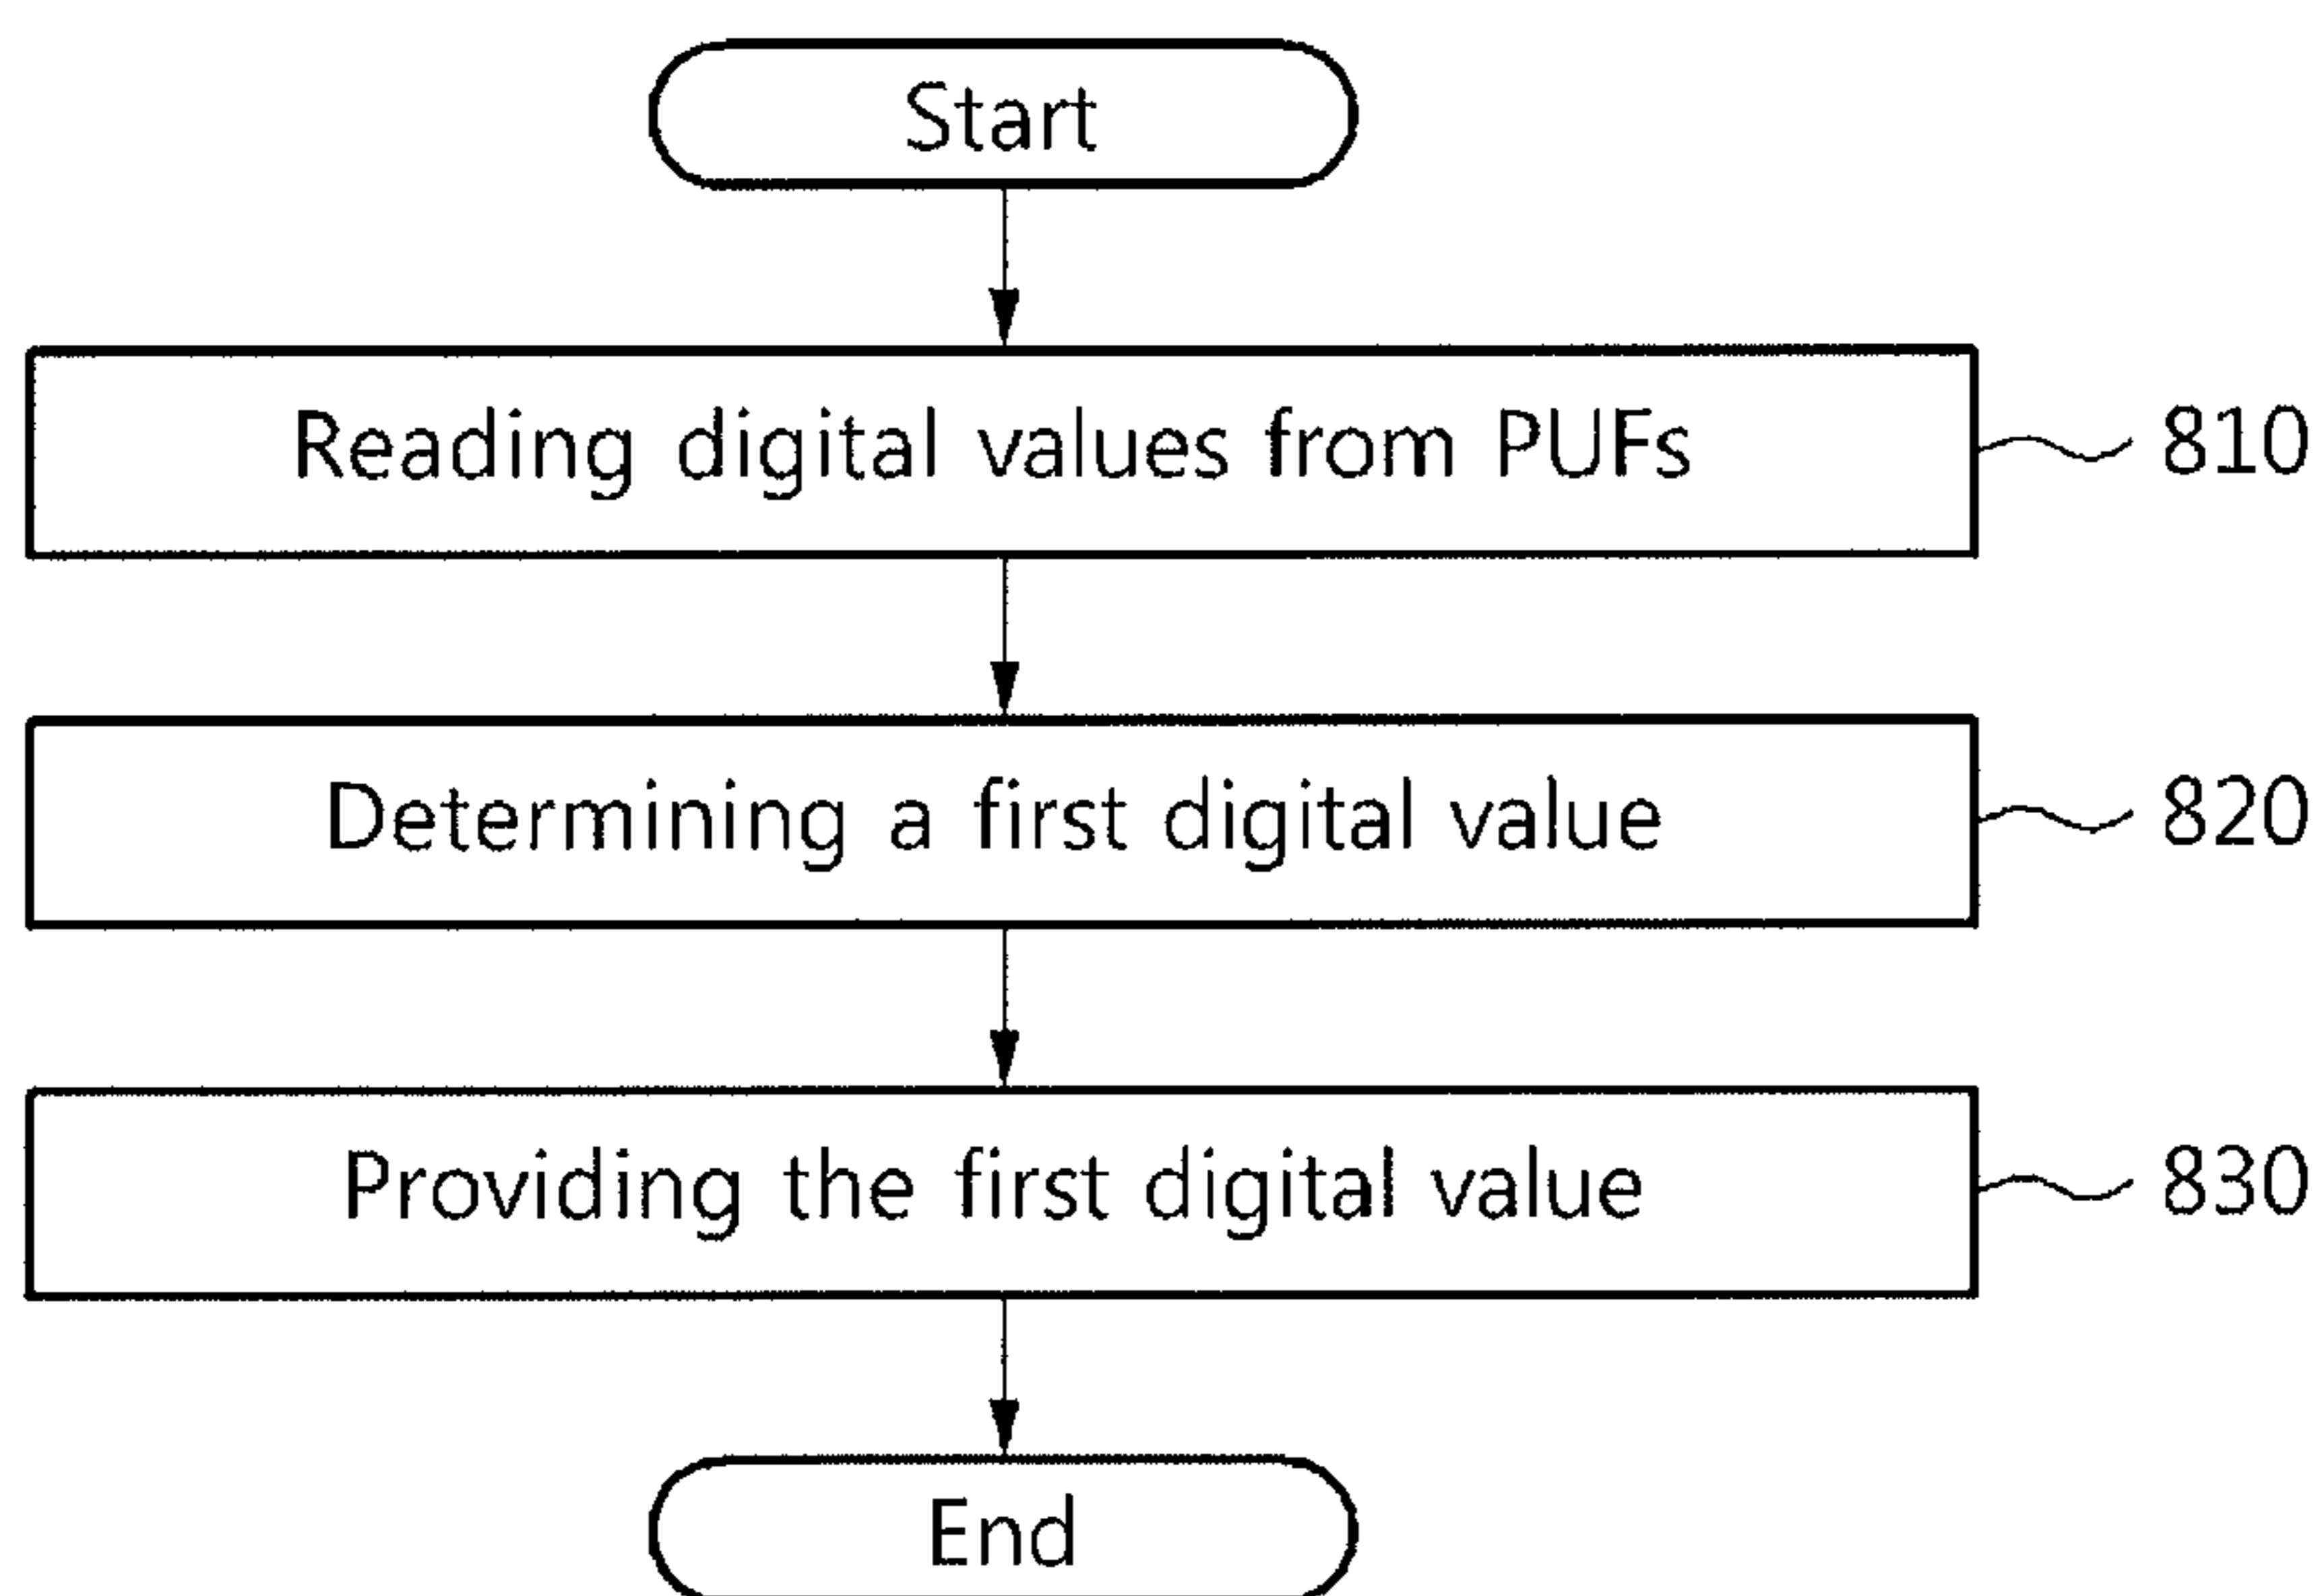 Start
Reading digital values from PUFs 810
Determining a first digital value 820
Providing the first digital value 830
End